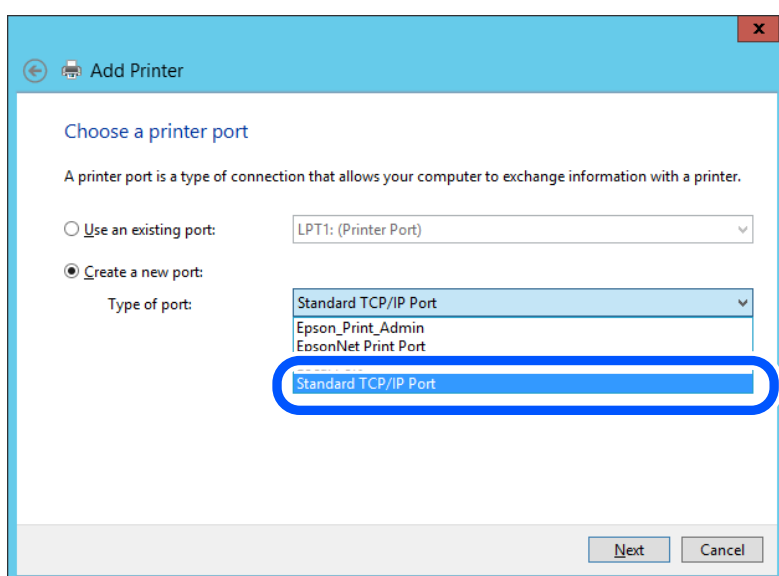 x
Add Printer
Choose a printer port
A printer port is a type of connection that allows your computer to exchange information with a printer.
Use an existing port: LPT1: (Printer Port)
Create a new port:
Type of port: Standard TCP/IP Port
Epson_Print_Admin
EpsonNet Print Port
Standard TCP/IP Port
Next Cancel